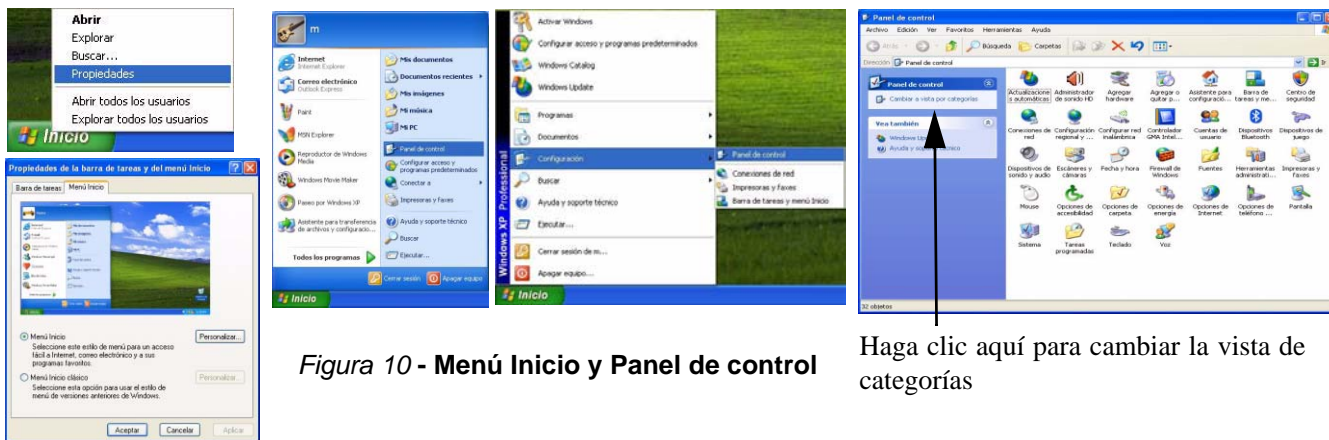 Abrir
Explorar
Buscar...
Propiedades
Abrir todos los usuarios
Explorar todos los usuarios
Inicio
Propiedades de la barra de tareas y del menú Inicio
Barra de tareas
Menú Inicio
Menú Inicio
Personalizar...
Seleccione este estilo de menú para un acceso
fácil a Internet, correo electrónico y a sus
programas favoritos.
Menú Inicio clásico
Personalizar...
Seleccione esta opción para usar el estilo de
menú de versiones anteriores de Windows.
Aceptar
Cancelar
Aplicar
m
Internet
Internet Explorer
Correo electrónico
Outlook Express
Paint
MSN Explorer
Reproductor de Windows
Media
Windows Movie Maker
Paseo por Windows XP
Asistente para transferencia
de archivos y configuracio...
Todos los programas
Mis documentos
Documentos recientes
Mis imágenes
Mi música
Mi PC
Panel de control
Configurar acceso y
programas predeterminados
Conectar a
Impresoras y faxes
Ayuda y soporte técnico
Buscar
Ejecutar...
Cerrar sesión
Apagar equipo
Inicio
Windows XP Professional
Activar Windows
Configurar acceso y programas predeterminados
Windows Catalog
Windows Update
Programas
Documentos
Configuración
Buscar
Ayuda y soporte técnico
Ejecutar...
Cerrar sesión de m...
Apagar equipo...
Panel de control
Conexiones de red
Impresoras y faxes
Barra de tareas y menú Inicio
Inicio
Panel de control
Archivo Edición Ver Favoritos Herramientas Ayuda
Atrás Búsqueda Carpetas
Dirección Panel de control
Panel de control
Cambiar a vista por categorías
Vea también
Windows Update
Ayuda y soporte técnico
Actualizacione
s automáticas
Administrador
de sonido HD
Agregar
hardware
Agregar o
quitar p...
Asistente para
configuració...
Barra de
tareas y me...
Centro de
seguridad
Conexiones de
red
Configuración
regional y ...
Configurar red
inalámbrica
Controlador
GMA Intel...
Cuentas de
usuario
Dispositivos
Bluetooth
Dispositivos de
juego
Dispositivos de
sonido y audio
Escáneres y
cámaras
Fecha y hora
Firewall de
Windows
Fuentes
Herramientas
administrati...
Impresoras y
faxes
Mouse
Opciones de
accesibilidad
Opciones de
carpeta
Opciones de
energía
Opciones de
Internet
Opciones de
teléfono ...
Pantalla
Sistema
Tareas
programadas
Teclado
Voz
32 objetos
Figura 10 - Menú Inicio y Panel de control
Haga clic aquí para cambiar la vista de
categorías